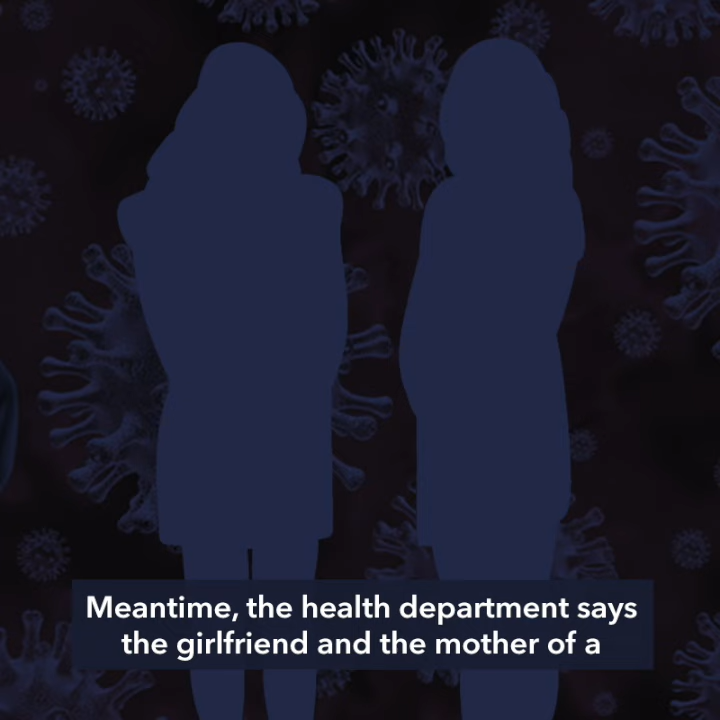 Meantime, the health department says
the girlfriend and the mother of a